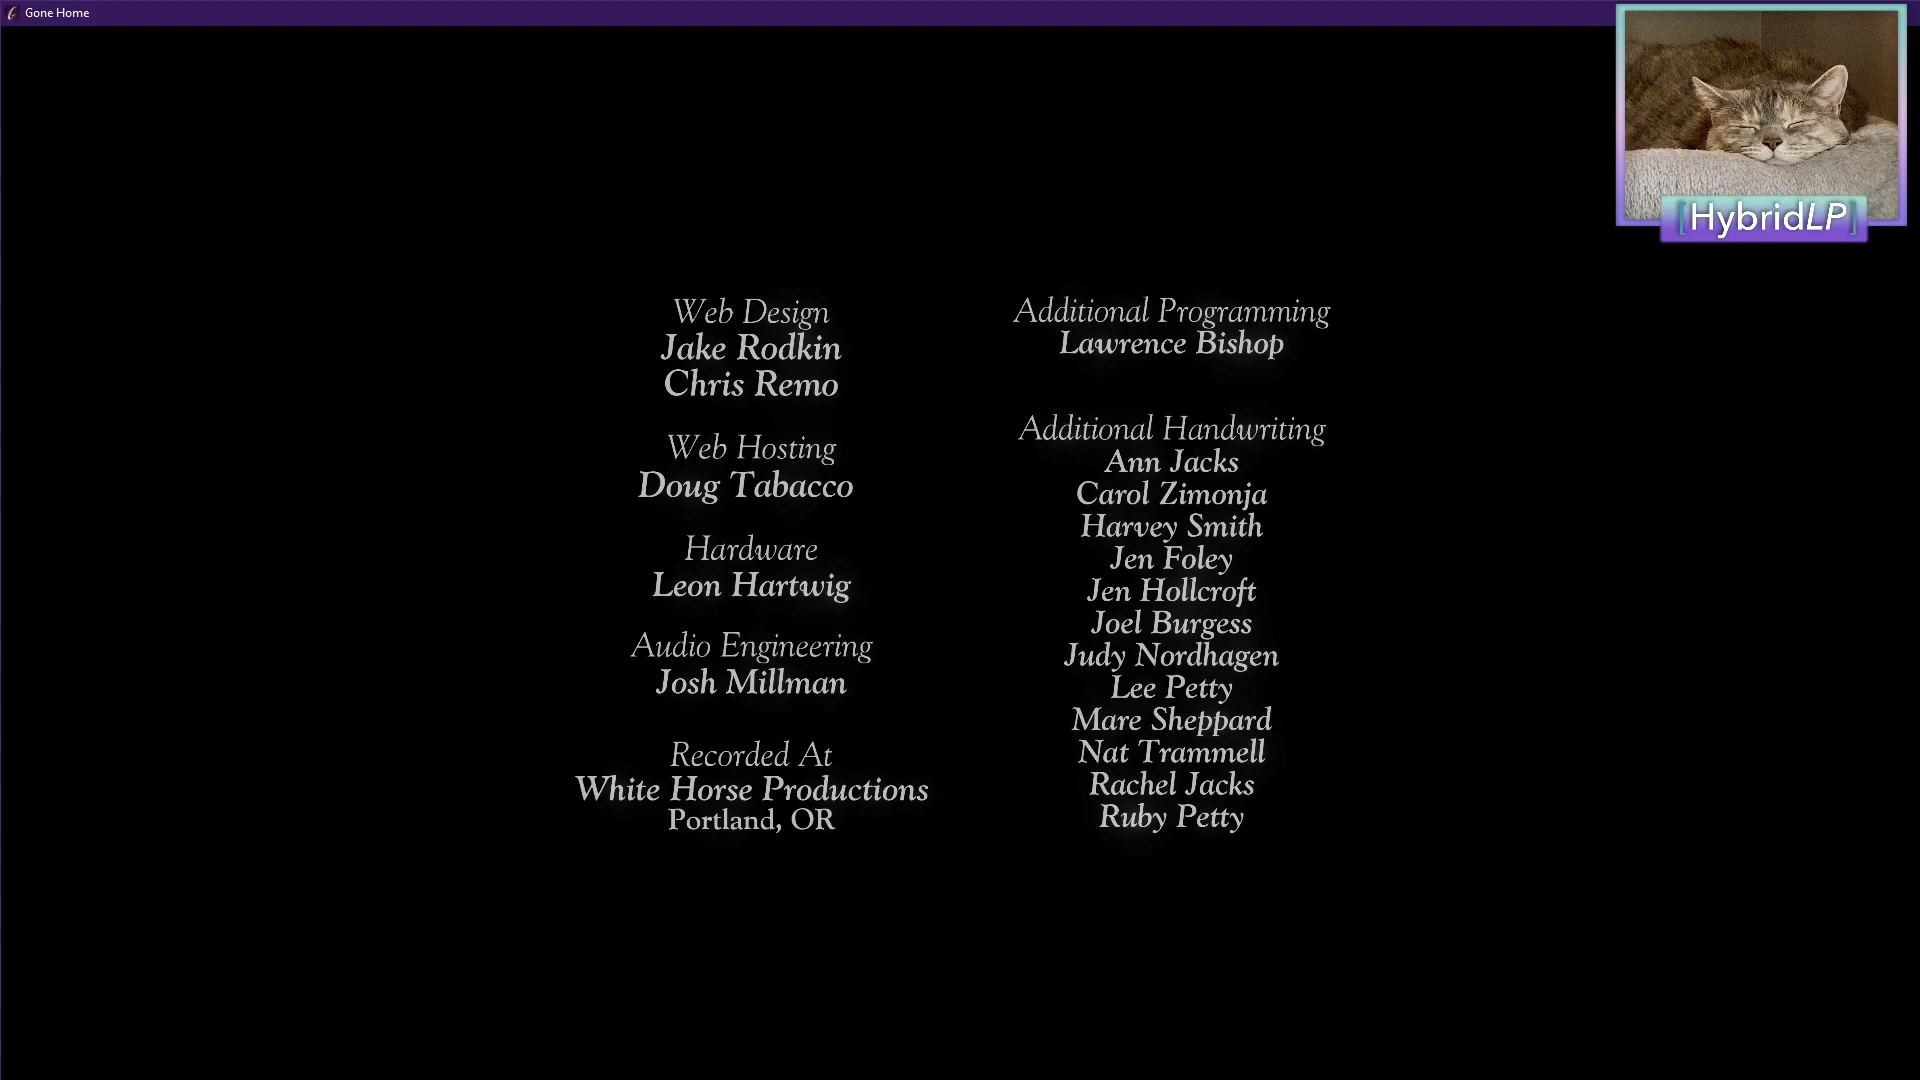 Gone Home
[HybridLP]
Web Design
Jake Rodkin
Chris Remo
Web Hosting
Doug Tabacco
Hardware
Leon Hartwig
Audio Engineering
Josh Millman
Recorded At
White Horse Productions
Portland, OR
Additional Programming
Lawrence Bishop
Additional Handwriting
Ann Jacks
Carol Zimonja
Harvey Smith
Jen Foley
Jen Hollcroft
Joel Burgess
Judy Nordhagen
Lee Petty
Mare Sheppard
Nat Trammell
Rachel Jacks
Ruby Petty